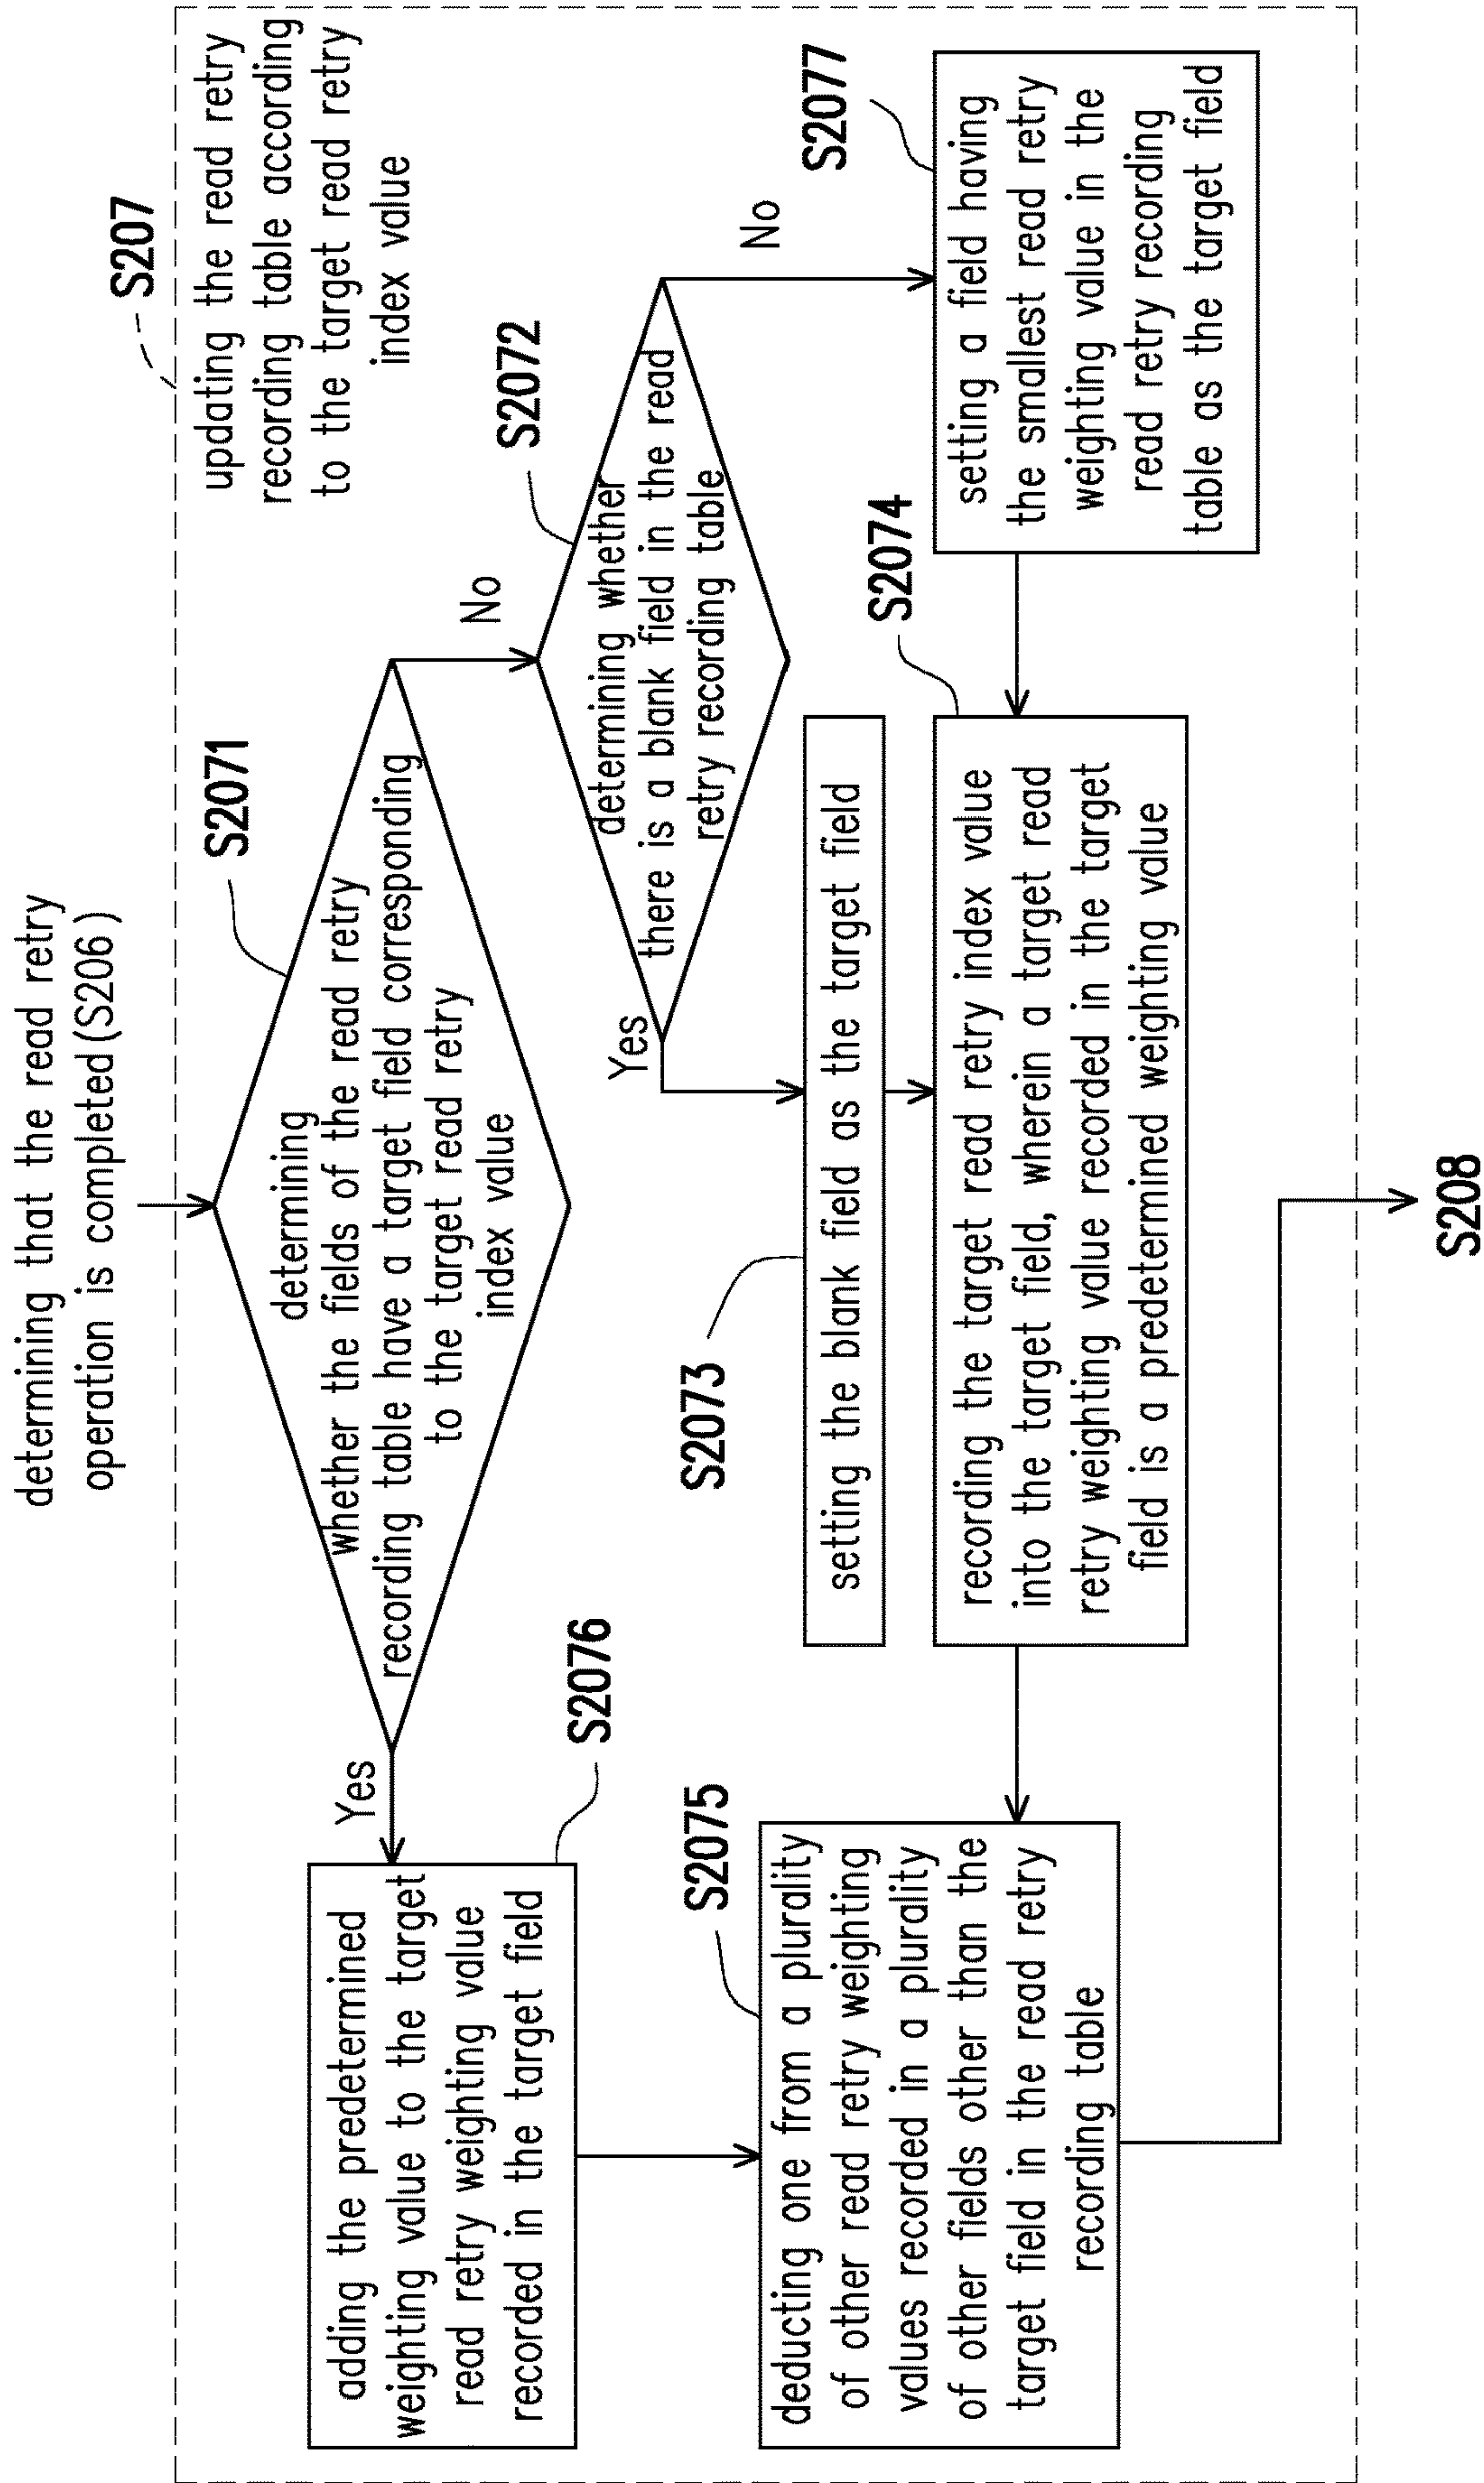 determining that the read retry
operation is completed(S206)
S207
updating the read retry
recording table according
to the target read retry
index value
S2071
determining
whether the fields of the read retry
recording table have a target field corresponding
to the target read retry
index value
Yes
No
S2076
adding the predetermined
weighting value to the target
read retry weighting value
recorded in the target field
S2072
determining whether
there is a blank field in the read
retry recording table
Yes
No
S2073
setting the blank field as the target field
S2077
setting a field having
the smallest read retry
weighting value in the
read retry recording
table as the target field
S2074
recording the target read retry index value
into the target field, wherein a target read
retry weighting value recorded in the target
field is a predetermined weighting value
S2075
deducting one from a plurality
of other read retry weighting
values recorded in a plurality
of other fields other than the
target field in the read retry
recording table
S208